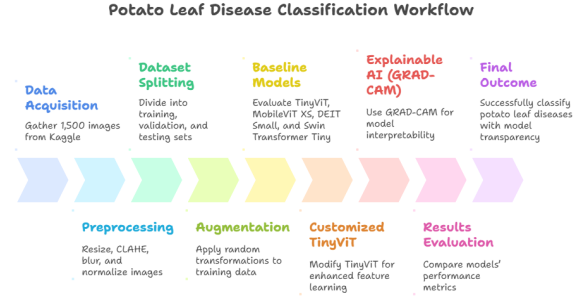 Potato Leaf Disease Classification Workflow
Data
Acquisition
Gather 1,500 images
from Kaggle
Preprocessing
Resize, CLAHE,
blur, and
normalize images
Dataset
Splitting
Divide into
training,
validation, and
testing sets
Augmentation
Apply random
transformations to
training data
Baseline
Models
Evaluate TinyViT,
MobileViT XS, DEIT
Small, and Swin
Transformer Tiny
Customized
TinyViT
Modify TinyViT for
enhanced feature
learning
Explainable
AI (GRAD-
CAM)
Use GRAD-CAM for
model
interpretability
Results
Evaluation
Compare models'
performance
metrics
Final
Outcome
Successfully classify
potato leaf diseases
with model
transparency